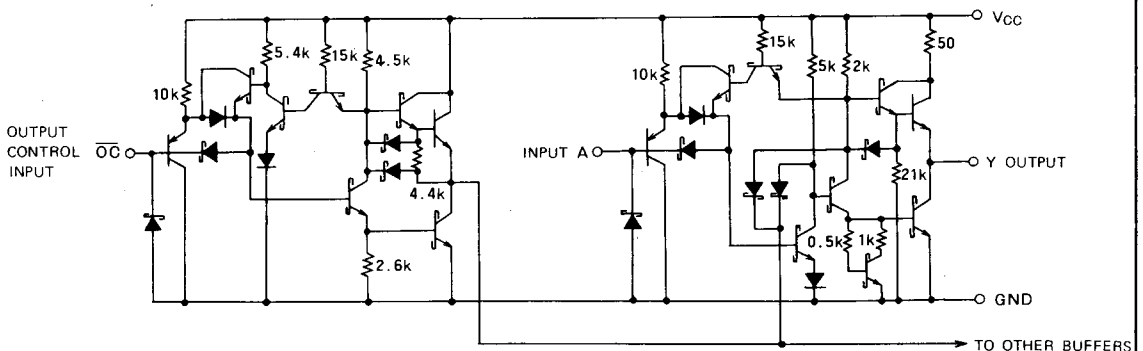 VCC
5.4k
15k
4.5k
15k
5k
2k
50
10k
10k
OUTPUT
CONTROL OC
INPUT
INPUT A
Y OUTPUT
4.4k
21k
0.5k
1k
2.6k
GND
TO OTHER BUFFERS